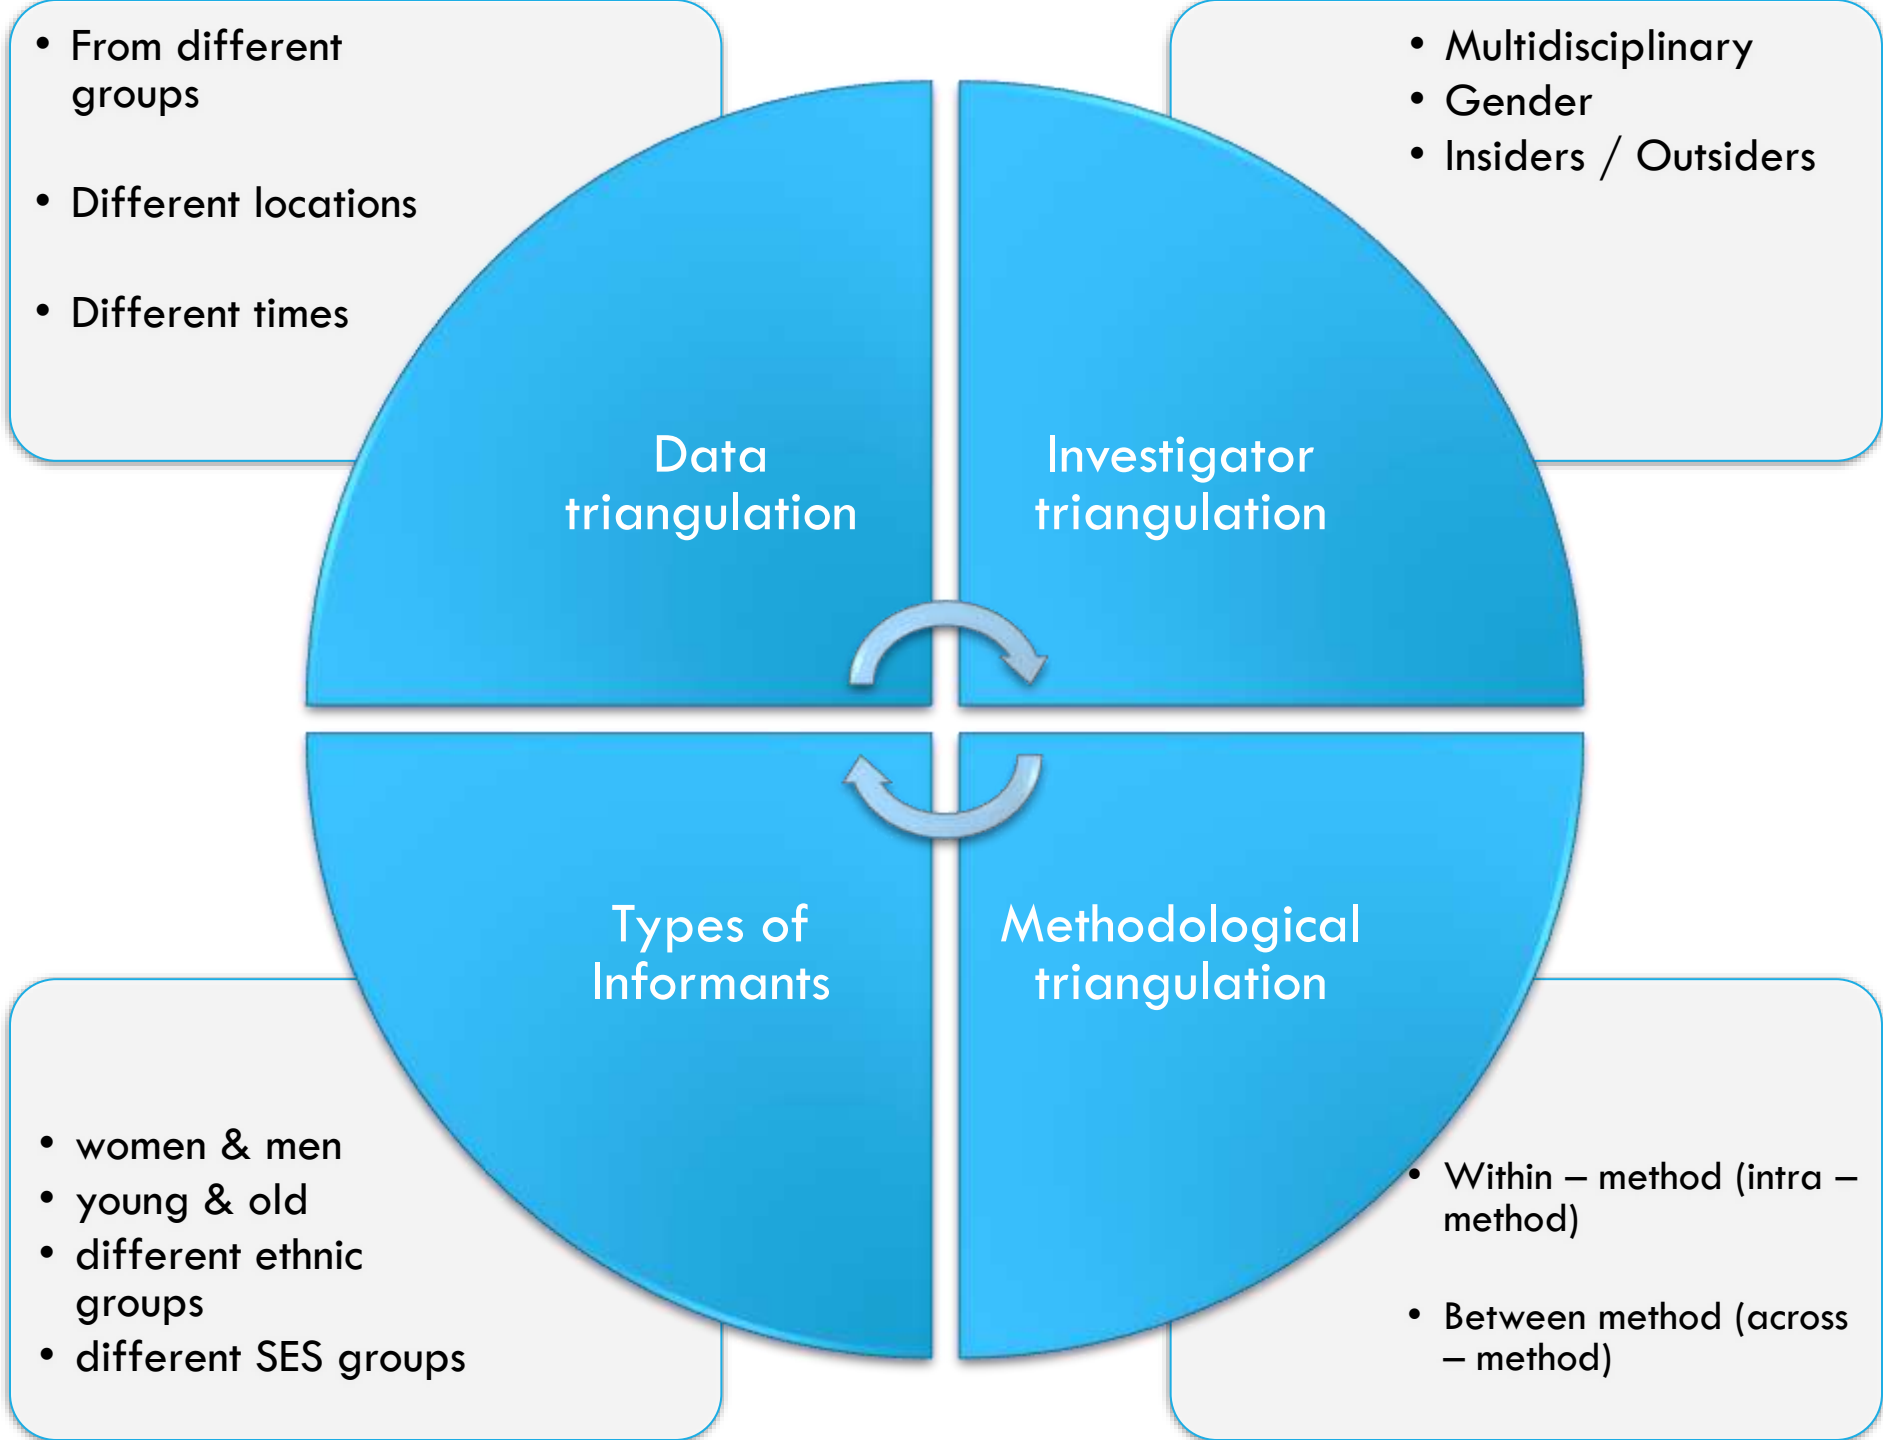 • From different
groups
• Different locations
• Different times
• Multidisciplinary
• Gender
• Insiders / Outsiders
Data
triangulation
Investigator
triangulation
Types of
Informants
Methodological
triangulation
• women & men
• young & old
• different ethnic
groups
• different SES groups
• Within – method (intra –
method)
• Between method (across
– method)